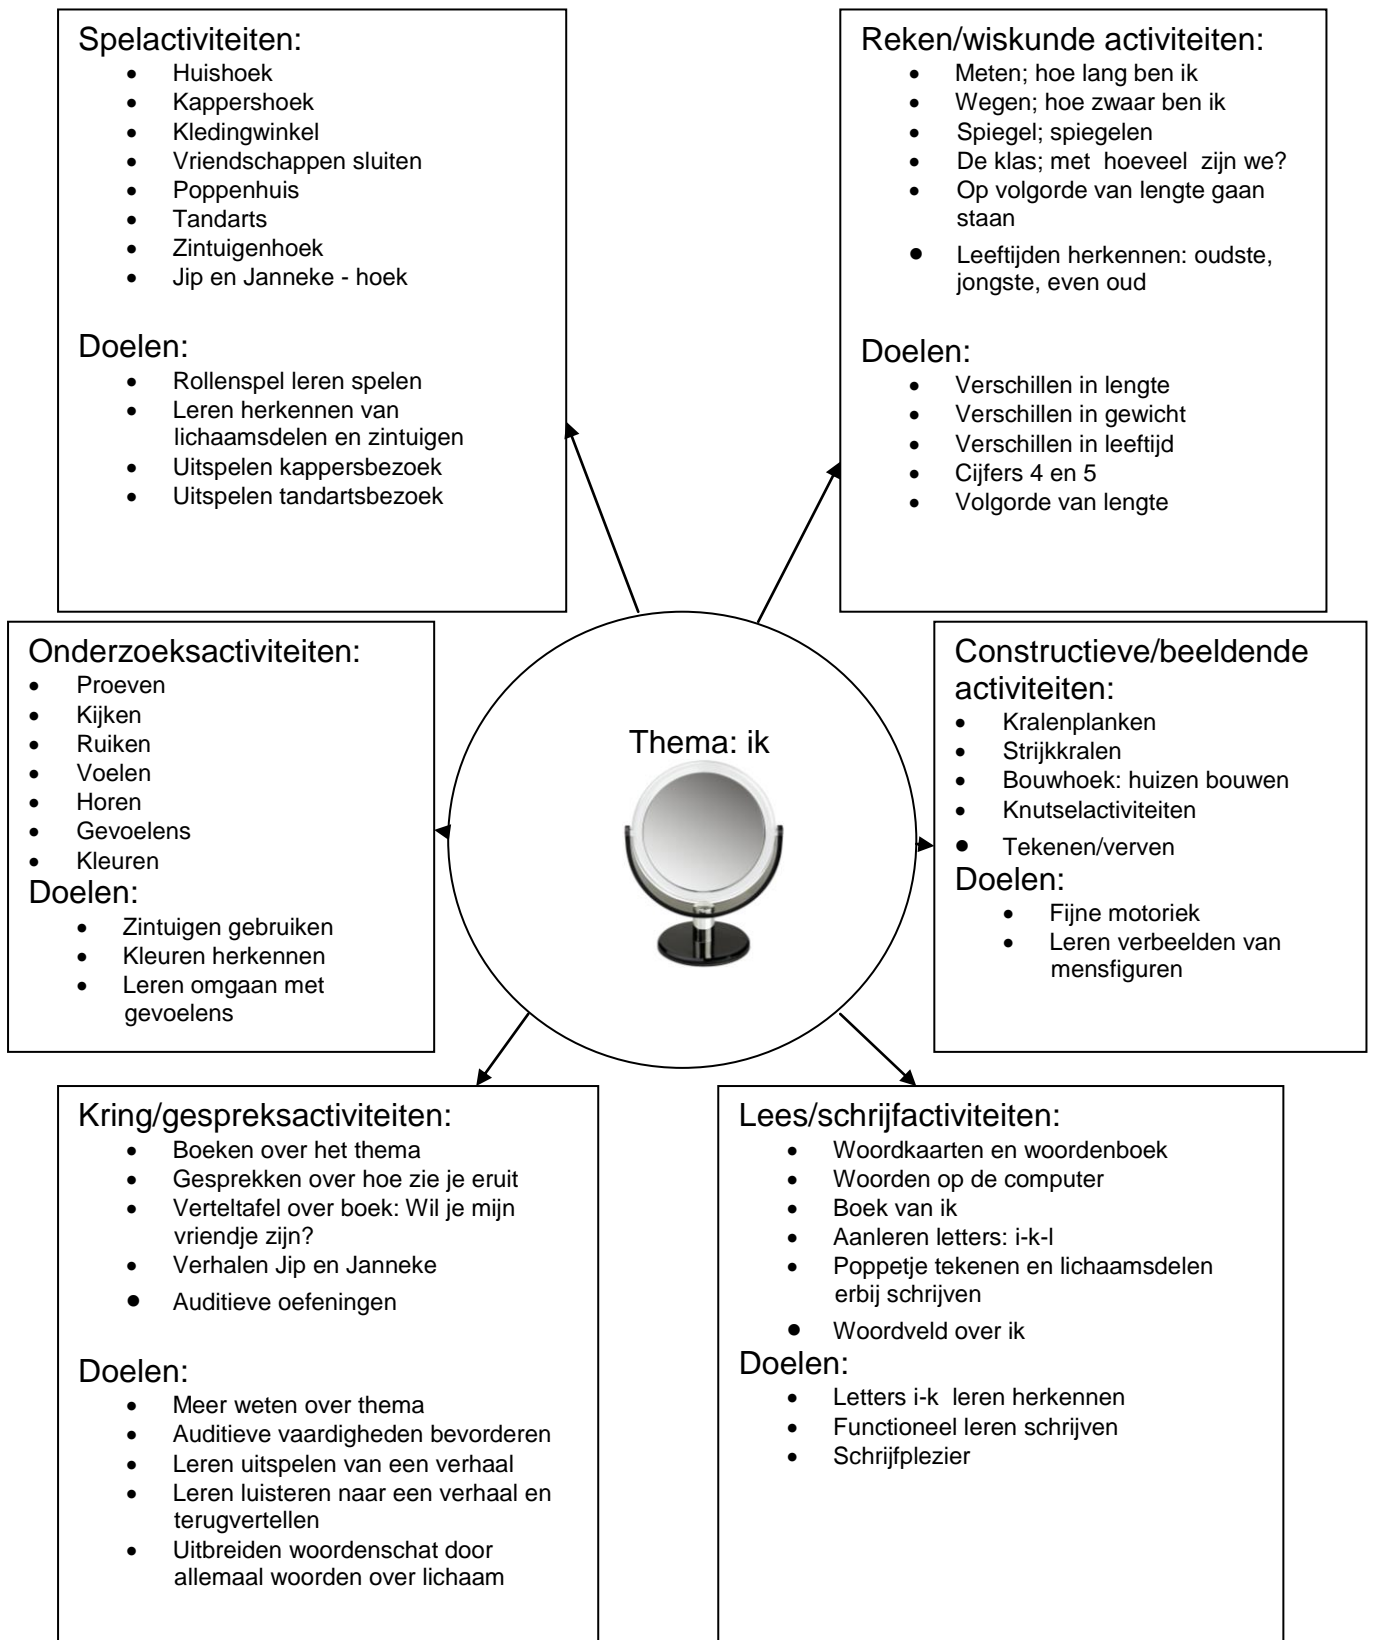 Spelactiviteiten:
• Huishoek
• Kappershoek
• Kledingwinkel
• Vriendschappen sluiten
• Poppenhuis
• Tandarts
• Zintuigenhoek
• Jip en Janneke - hoek
Doelen:
• Rollenspel leren spelen
• Leren herkennen van
lichaamsdelen en zintuigen
• Uitspelen kappersbezoek
• Uitspelen tandartsbezoek
Reken/wiskunde activiteiten:
• Meten; hoe lang ben ik
• Wegen; hoe zwaar ben ik
• Spiegel; spiegelen
• De klas; met hoeveel zijn we?
• Op volgorde van lengte gaan
staan
• Leeftijden herkennen: oudste,
jongste, even oud
Doelen:
• Verschillen in lengte
• Verschillen in gewicht
• Verschillen in leeftijd
• Cijfers 4 en 5
• Volgorde van lengte
Onderzoeksactiviteiten:
• Proeven
• Kijken
• Ruiken
• Voelen
• Horen
• Gevoelens
• Kleuren
Doelen:
• Zintuigen gebruiken
• Kleuren herkennen
• Leren omgaan met
gevoelens
Thema: ik
Constructieve/beeldende
activiteiten:
• Kralenplanken
• Strijkkralen
• Bouwhoek: huizen bouwen
• Knutselactiviteiten
• Tekenen/verven
Doelen:
• Fijne motoriek
• Leren verbeelden van
mensfiguren
Kring/gespreksactiviteiten:
• Boeken over het thema
• Gesprekken over hoe zie je eruit
• Verteltafel over boek: Wil je mijn
vriendje zijn?
• Verhalen Jip en Janneke
• Auditieve oefeningen
Doelen:
• Meer weten over thema
• Auditieve vaardigheden bevorderen
• Leren uitspelen van een verhaal
• Leren luisteren naar een verhaal en
terugvertellen
• Uitbreiden woordenschat door
allemaal woorden over lichaam
Lees/schrijfactiviteiten:
• Woordkaarten en woordenboek
• Woorden op de computer
• Boek van ik
• Aanleren letters: i-k-l
• Poppetje tekenen en lichaamsdelen
erbij schrijven
• Woordveld over ik
Doelen:
• Letters i-k leren herkennen
• Functioneel leren schrijven
• Schrijfplezier